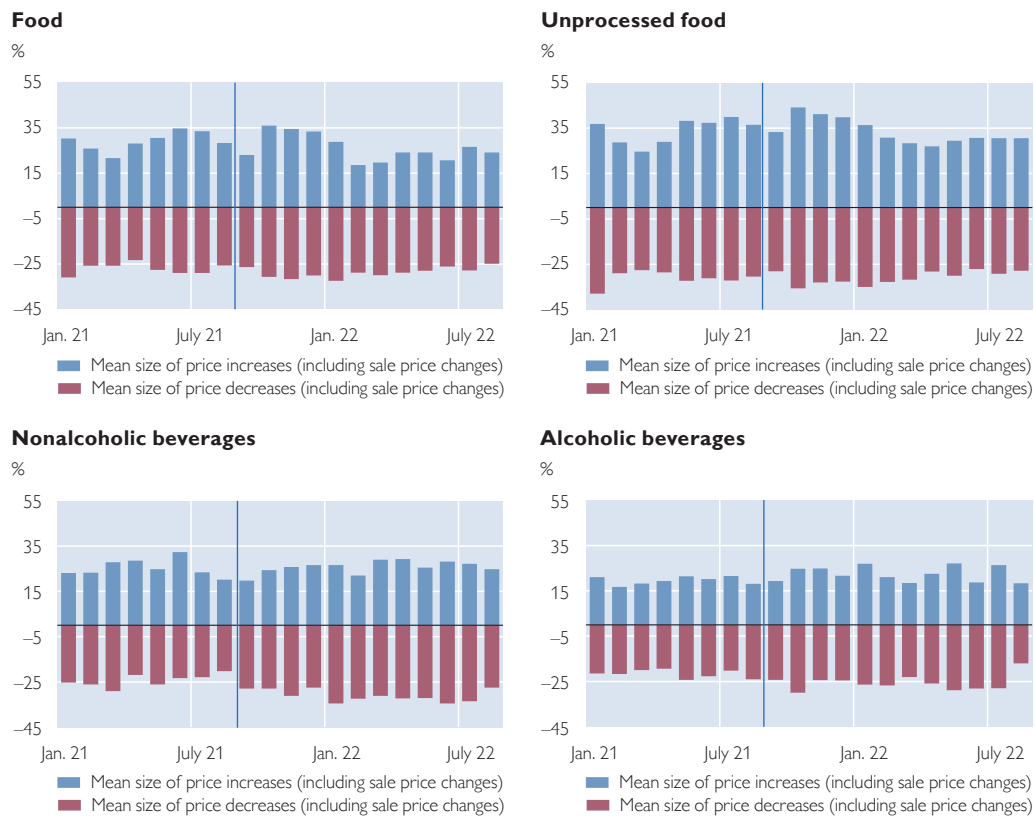 Food
%
55
35
15
–5
–25
–45
Jan. 21 July 21 Jan. 22 July 22
Mean size of price increases (including sale price changes)
Mean size of price decreases (including sale price changes)
Unprocessed food
%
55
35
15
–5
–25
–45
Jan. 21 July 21 Jan. 22 July 22
Mean size of price increases (including sale price changes)
Mean size of price decreases (including sale price changes)
Nonalcoholic beverages
%
55
35
15
–5
–25
–45
Jan. 21 July 21 Jan. 22 July 22
Mean size of price increases (including sale price changes)
Mean size of price decreases (including sale price changes)
Alcoholic beverages
%
55
35
15
–5
–25
–45
Jan. 21 July 21 Jan. 22 July 22
Mean size of price increases (including sale price changes)
Mean size of price decreases (including sale price changes)